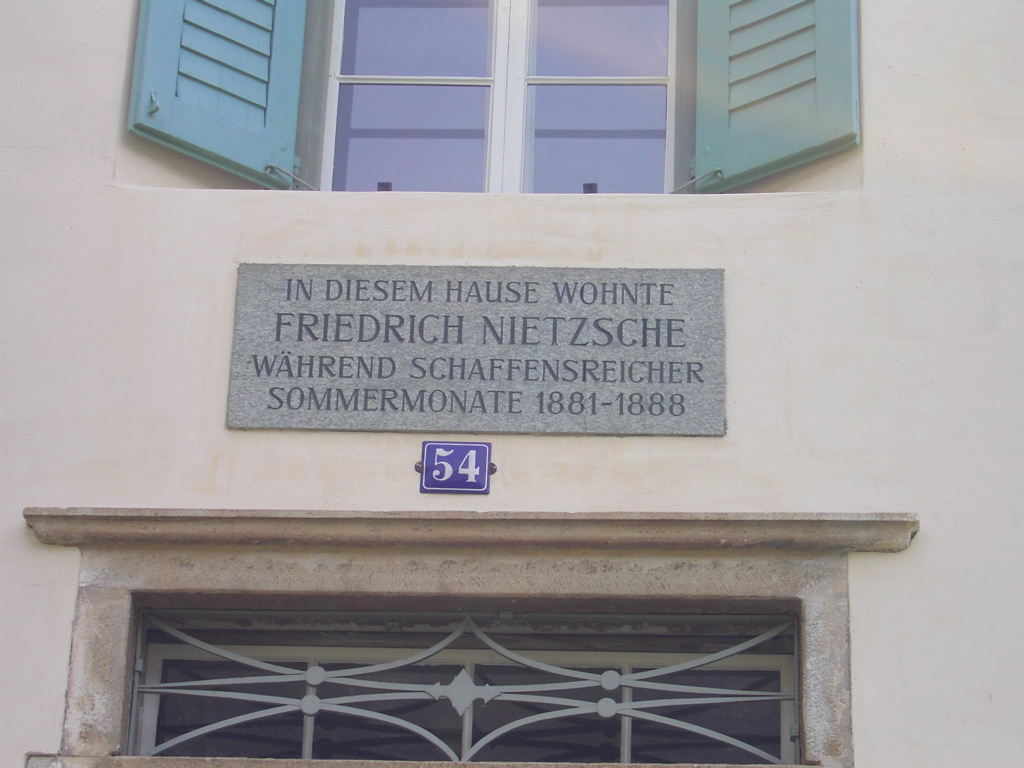 IN DIESEM HAUSE WOHNTE
FRIEDRICH NIETZSCHE
WÄHREND SCHAFFENSREICHER
SOMMERMONATE 1881-1888
54